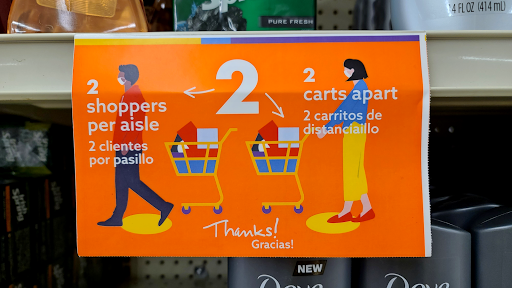 PURE FRESH
4 FL OZ (414 mL)
2
shoppers
per aisle
2 clientes
por pasillo
2
2
carts apart
2 carritos de
distanciaíllo
Thanks!
Gracias!
NEW
Dove
Dove